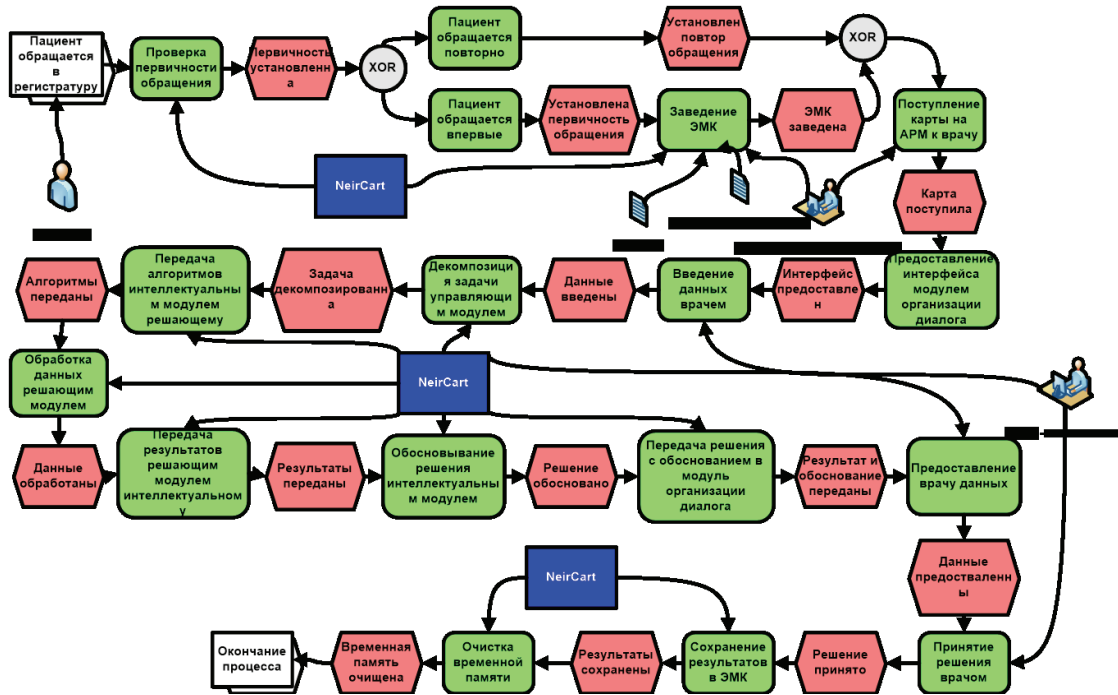 Пациент
обращается
в
регистратуру
Проверка
первичности
обращения
Первичность
установленн
а
XOR
Пациент
обращается
повторно
Установлен
повтор
обращения
XOR
Пациент
обращается
впервые
Установлена
первичность
обращения
Заведение
ЭМК
ЭМК
заведена
Поступление
карты на
АРМ к врачу
NeirCart
Карта
поступила
Предоставление
интерфейса
модулем
организации
диалога
Интерфейс
предоставле
н
Введение
данных
врачем
Данные
введены
Декомпозици
я задачи
управляющи
м модулем
Задача
декомпозированн
а
Передача
алгоритмов
интеллектуальны
м модулем
решающему
Алгоритмы
переданы
Обработка
данных
решающим
модулем
NeirCart
Данные
обработаны
Передача
результатов
решающим
модулем
интеллектуальном
у
Результаты
переданы
Обосновывание
решения
интеллектуальны
м модулем
Решение
обосновано
Передача решения
с обоснованием в
модуль
организации
диалога
Результат и
обоснование
переданы
Предоставление
врачу данных
Данные
предосталенны
NeirCart
Принятие
решения
врачом
Решение
принято
Сохранение
результатов
в ЭМК
Результаты
сохранены
Очистка
временной
памяти
Временная
память
очищена
Окончание
процесса